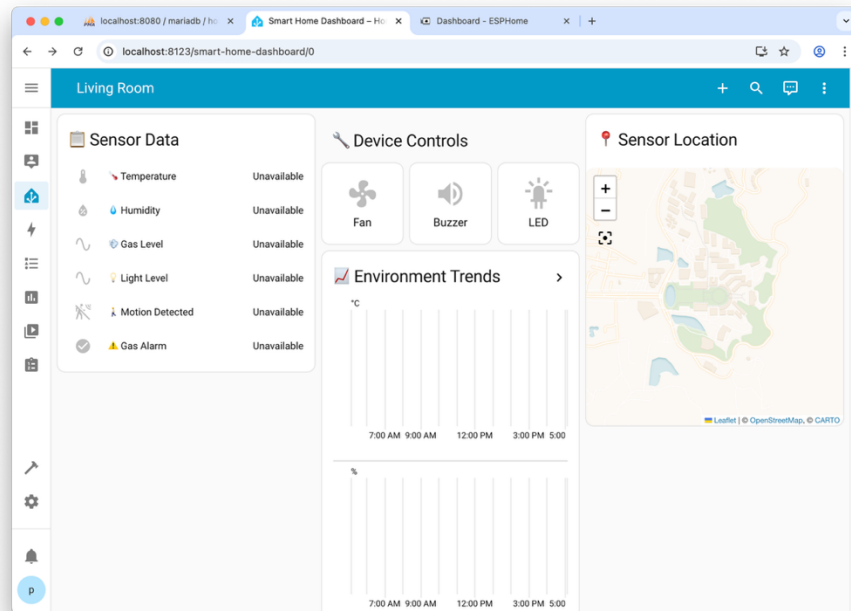 localhost:8080 / mariadb / ho
Smart Home Dashboard – Ho
Dashboard - ESPHome
localhost:8123/smart-home-dashboard/0
Living Room
Sensor Data
Temperature Unavailable
Humidity Unavailable
Gas Level Unavailable
Light Level Unavailable
Motion Detected Unavailable
Gas Alarm Unavailable
p
Device Controls
Fan Buzzer LED
Environment Trends
°C
7:00 AM 9:00 AM 12:00 PM 3:00 PM 5:00
%
7:00 AM 9:00 AM 12:00 PM 3:00 PM 5:00
Sensor Location
+
−
Leaflet | © OpenStreetMap, © CARTO